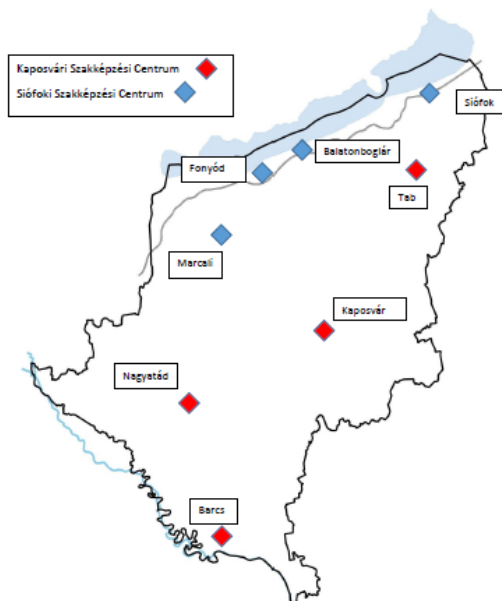 Kaposvári Szakképzési Centrum
Siófoki Szakképzési Centrum
Siófok
Balatonboglár
Fonyód
Tab
Marcali
Kaposvár
Nagyatád
Barcs